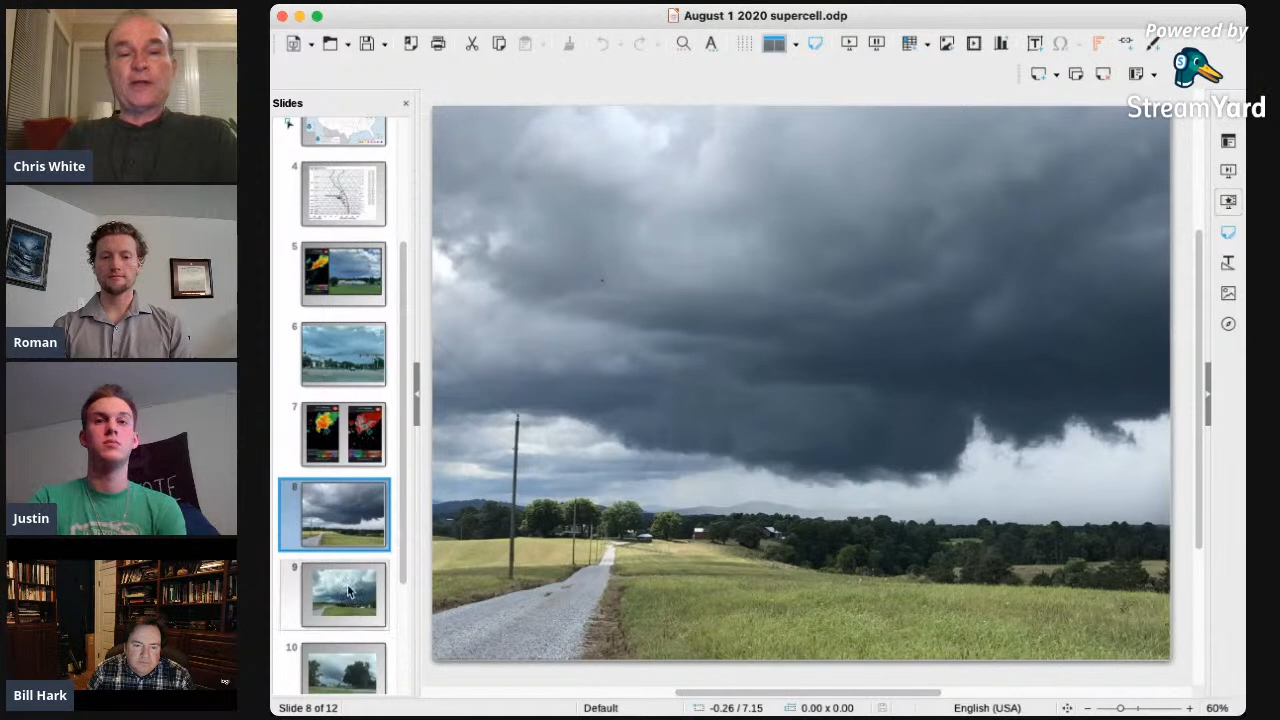 August 1 2020 supercell.odp
Powered by
StreamYard
Slides
4
5
6
7
8
9
10
Chris White
Roman
Justin
Bill Hark
Slide 8 of 12
Default
-0.26 / 7.15
0.00 x 0.00
English (USA)
60%